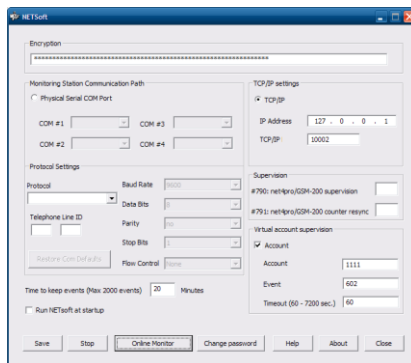 NETSoft
Encryption
************************************************************
Monitoring Station Communication Path
Physical Serial COM Port
COM #1
COM #3
COM #2
COM #4
TCP/IP settings
TCP/IP
IP Address 127 . 0 . 0 . 1
TCP/IP 10002
Protocol Settings
Protocol
Telephone Line ID
Restore Com Defaults
Baud Rate 9600
Data Bits 8
Parity no
Stop Bits 1
Flow Control None
Supervision
#790: net4pro/GSM-200 supervision
#791: net4pro/GSM-200 counter resync
Virtual account supervision
Account
Account 1111
Event 602
Timeout (60 - 7200 sec.) 60
Time to keep events (Max 2000 events) 20 Minutes
Run NETsoft at startup
Save Stop Online Monitor Change password Help About Close